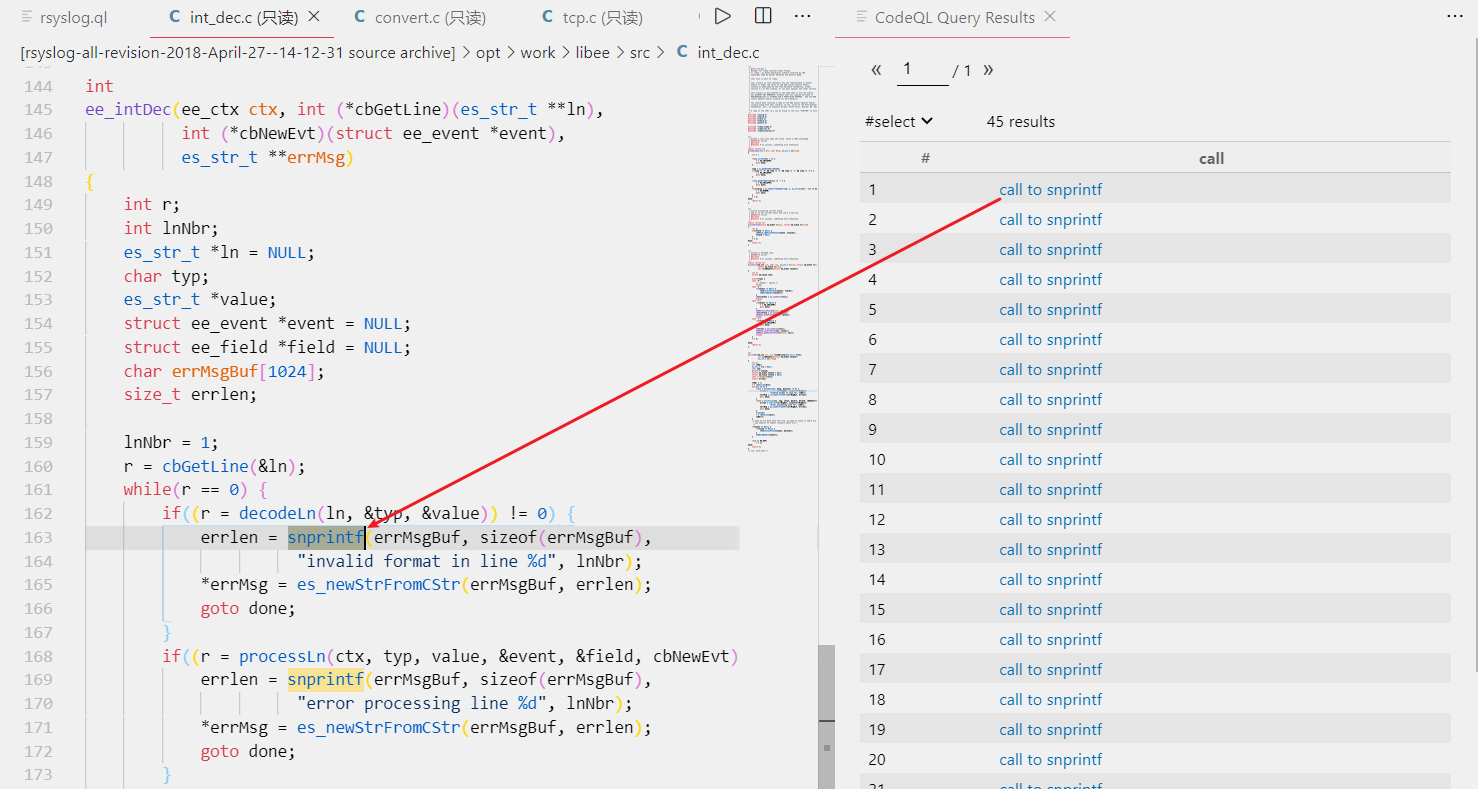 rsyslog.ql
C int_dec.c (只读)
C convert.c (只读)
C tcp.c (只读)
[rsyslog-all-revision-2018-April-27--14-12-31 source archive] > opt > work > libee > src > C int_dec.c
144 int
145 ee_intDec(ee_ctx ctx, int (*cbGetLine)(es_str_t **ln),
146 int (*cbNewEvt)(struct ee_event *event),
147 es_str_t **errMsg)
148 {
149 int r;
150 int lnNbr;
151 es_str_t *ln = NULL;
152 char typ;
153 es_str_t *value;
154 struct ee_event *event = NULL;
155 struct ee_field *field = NULL;
156 char errMsgBuf[1024];
157 size_t errlen;
158
159 lnNbr = 1;
160 r = cbGetLine(&ln);
161 while(r == 0) {
162 if((r = decodeLn(ln, &typ, &value)) != 0) {
163 errlen = snprintf(errMsgBuf, sizeof(errMsgBuf),
164 "invalid format in line %d", lnNbr);
165 *errMsg = es_newStrFromCStr(errMsgBuf, errlen);
166 goto done;
167 }
168 if((r = processLn(ctx, typ, value, &event, &field, cbNewEvt)
169 errlen = snprintf(errMsgBuf, sizeof(errMsgBuf),
170 "error processing line %d", lnNbr);
171 *errMsg = es_newStrFromCStr(errMsgBuf, errlen);
172 goto done;
173 }
CodeQL Query Results
« 1 / 1 »
#select 45 results
# call
1 call to snprintf
2 call to snprintf
3 call to snprintf
4 call to snprintf
5 call to snprintf
6 call to snprintf
7 call to snprintf
8 call to snprintf
9 call to snprintf
10 call to snprintf
11 call to snprintf
12 call to snprintf
13 call to snprintf
14 call to snprintf
15 call to snprintf
16 call to snprintf
17 call to snprintf
18 call to snprintf
19 call to snprintf
20 call to snprintf
21 call to snprintf